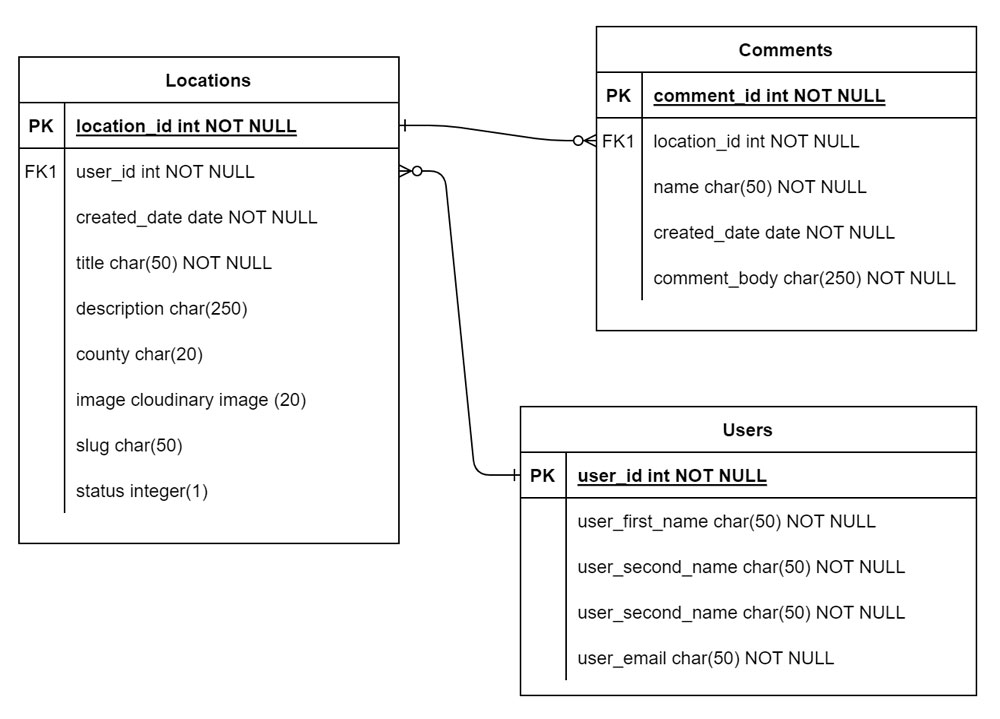 Locations
PK location_id int NOT NULL
FK1 user_id int NOT NULL
created_date date NOT NULL
title char(50) NOT NULL
description char(250)
county char(20)
image cloudinary image (20)
slug char(50)
status integer(1)
Comments
PK comment_id int NOT NULL
FK1 location_id int NOT NULL
name char(50) NOT NULL
created_date date NOT NULL
comment_body char(250) NOT NULL
Users
PK user_id int NOT NULL
user_first_name char(50) NOT NULL
user_second_name char(50) NOT NULL
user_second_name char(50) NOT NULL
user_email char(50) NOT NULL